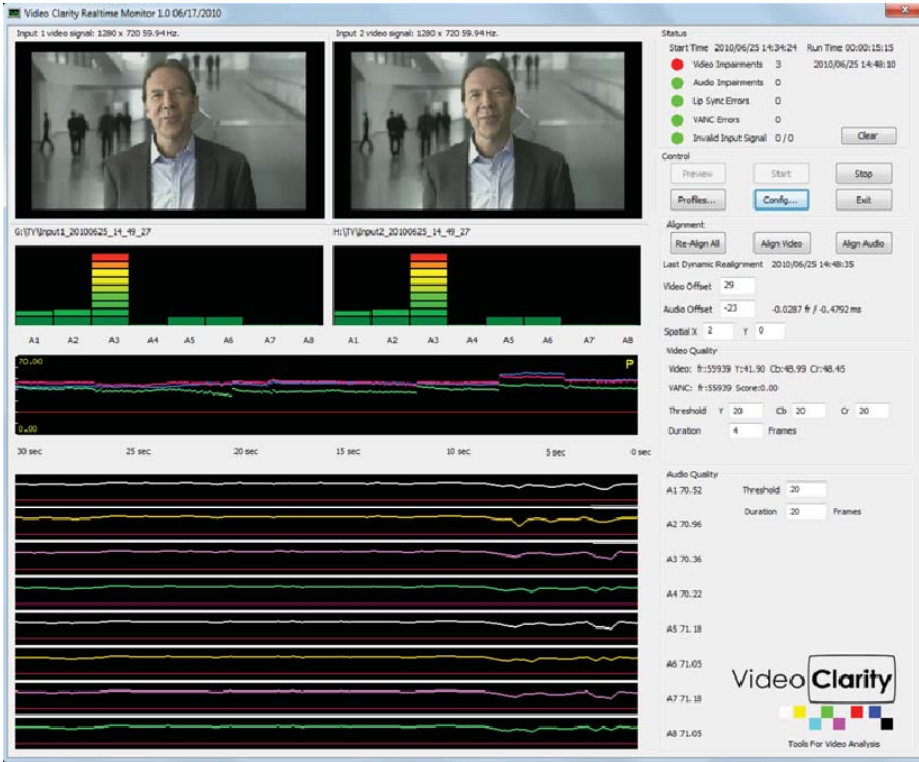 Video Clarity Realtime Monitor 1.0 06/17/2010
Input 1 video signal: 1280 x 720 59.94 Hz.
Input 2 video signal: 1280 x 720 59.94 Hz.
Status
Start Time 2010/06/25 14:34:24 Run Time 00:00:15:15
Video Impairments 3 2010/06/25 14:48:10
Audio Impairments 0
Lip Sync Errors 0
VANC Errors 0
Invalid Input Signal 0 / 0
Clear
Control
Preview Start Stop
Profiles... Config... Exit
G:\TV\Input1_20100625_14_49_27
H:\TV\Input2_20100625_14_49_27
A1 A2 A3 A4 A5 A6 A7 A8
A1 A2 A3 A4 A5 A6 A7 A8
Alignment
Re-Align All Align Video Align Audio
Last Dynamic Realignment 2010/06/25 14:48:35
Video Offset 29
Audio Offset -23 -0.0287 fr / -0.4792 ms
Spatial X 2 Y 0
70.00
P
0.00
30 sec 25 sec 20 sec 15 sec 10 sec 5 sec 0 sec
Video Quality
Video: fr:55939 Y:41.90 Cb:48.99 Cr:48.45
VANC: fr:55939 Score:0.00
Threshold Y 20 Cb 20 Cr 20
Duration 4 Frames
Audio Quality
A1 70.52 Threshold 20
Duration 20 Frames
A2 70.96
A3 70.36
A4 70.22
A5 71.18
A6 71.05
A7 71.18
A8 71.05
Video Clarity
Tools For Video Analysis